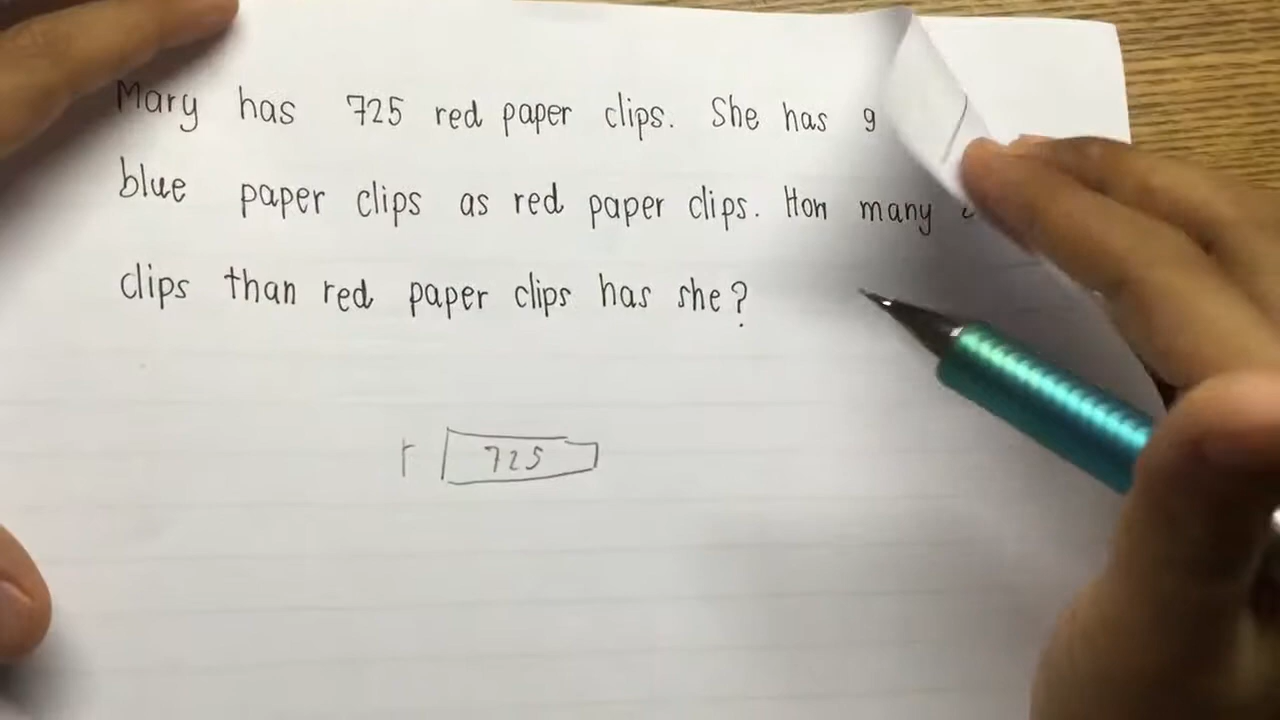 Mary has 725 red paper clips. She has 9
blue paper clips as red paper clips. How many
clips than red paper clips has she?
r 725